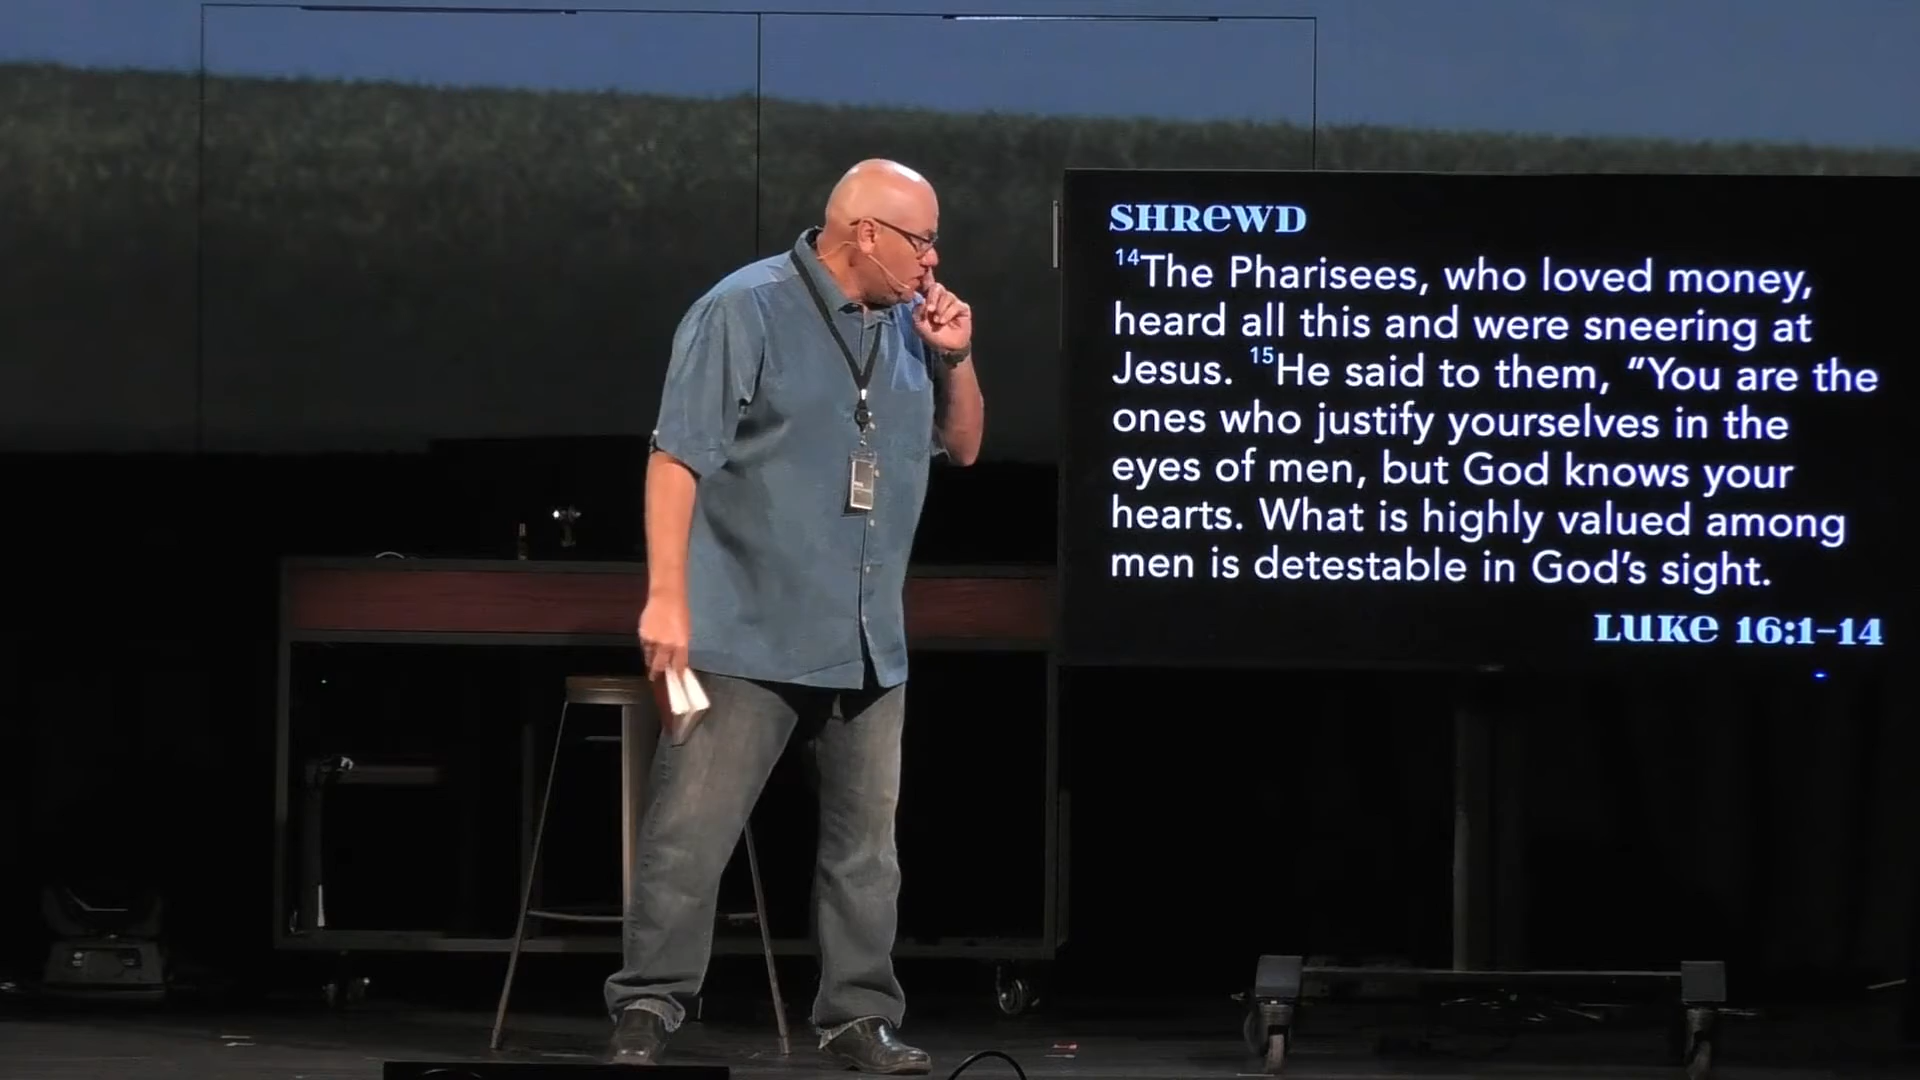 SHREWD
¹⁴The Pharisees, who loved money,
heard all this and were sneering at
Jesus. ¹⁵He said to them, “You are the
ones who justify yourselves in the
eyes of men, but God knows your
hearts. What is highly valued among
men is detestable in God’s sight.
LUKE 16:1-14